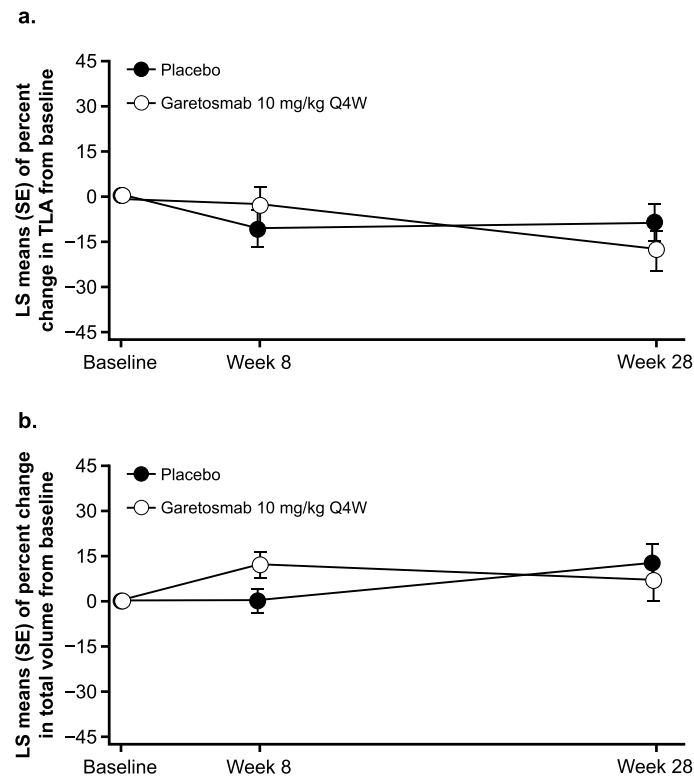 a.
LS means (SE) of percent
change in TLA from baseline
45
30
15
0
−15
−30
−45
Placebo
Garetosmab 10 mg/kg Q4W
Baseline
Week 8
Week 28
b.
LS means (SE) of percent change
in total volume from baseline
45
30
15
0
−15
−30
−45
Placebo
Garetosmab 10 mg/kg Q4W
Baseline
Week 8
Week 28